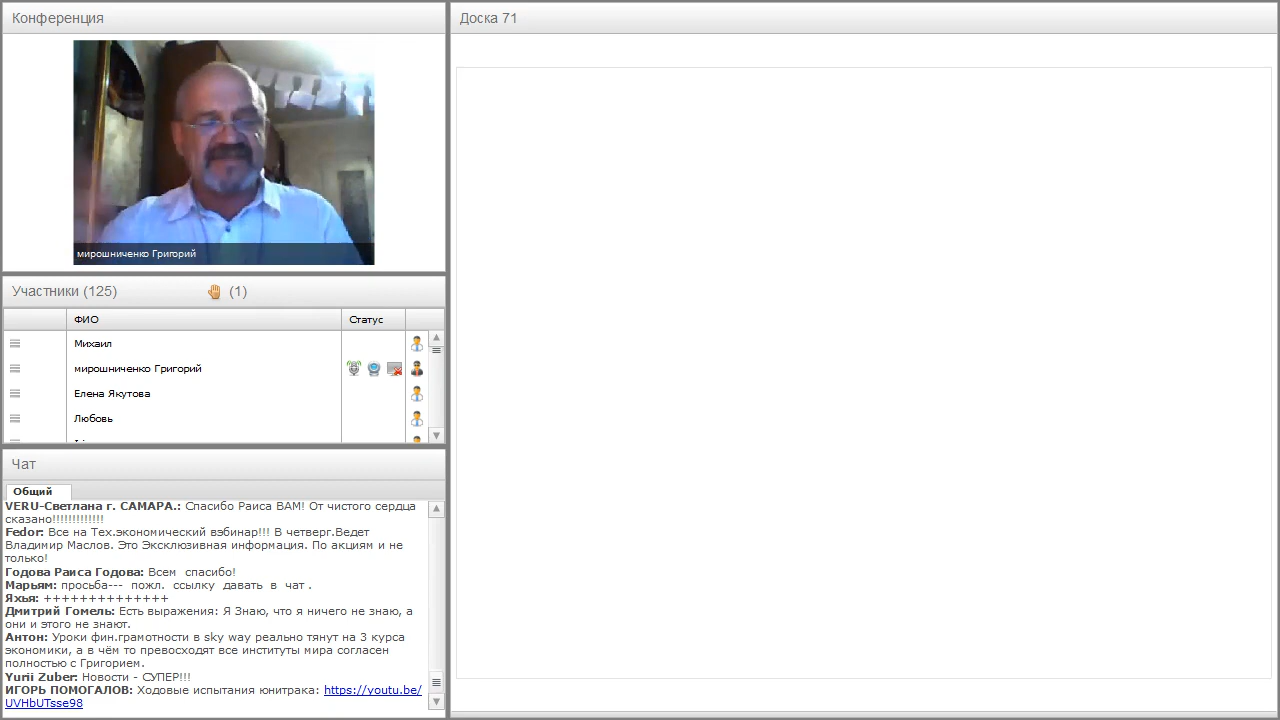 Конференция
мирошниченко Григорий
Участники (125)
(1)
ФИО
Статус
Михаил
мирошниченко Григорий
Елена Якутова
Любовь
Чат
Общий
VERU-Светлана г. САМАРА.: Спасибо Раиса ВАМ! От чистого сердца
сказано!!!!!!!!!!!!!
Fedor: Все на Тех.экономический вэбинар!!! В четверг.Ведет
Владимир Маслов. Это Эксклюзивная информация. По акциям и не
только!
Годова Раиса Годова: Всем спасибо!
Марьям: просьба--- пожл. ссылку давать в чат .
Яхья: ++++++++++++++
Дмитрий Гомель: Есть выражения: Я Знаю, что я ничего не знаю, а
они и этого не знают.
Антон: Уроки фин.грамотности в sky way реально тянут на 3 курса
экономики, а в чём то превосходят все институты мира согласен
полностью с Григорием.
Yurii Zuber: Новости - СУПЕР!!!
ИГОРЬ ПОМОГАЛОВ: Ходовые испытания юнитрака: https://youtu.be/
UVHbUTsse98
Доска 71